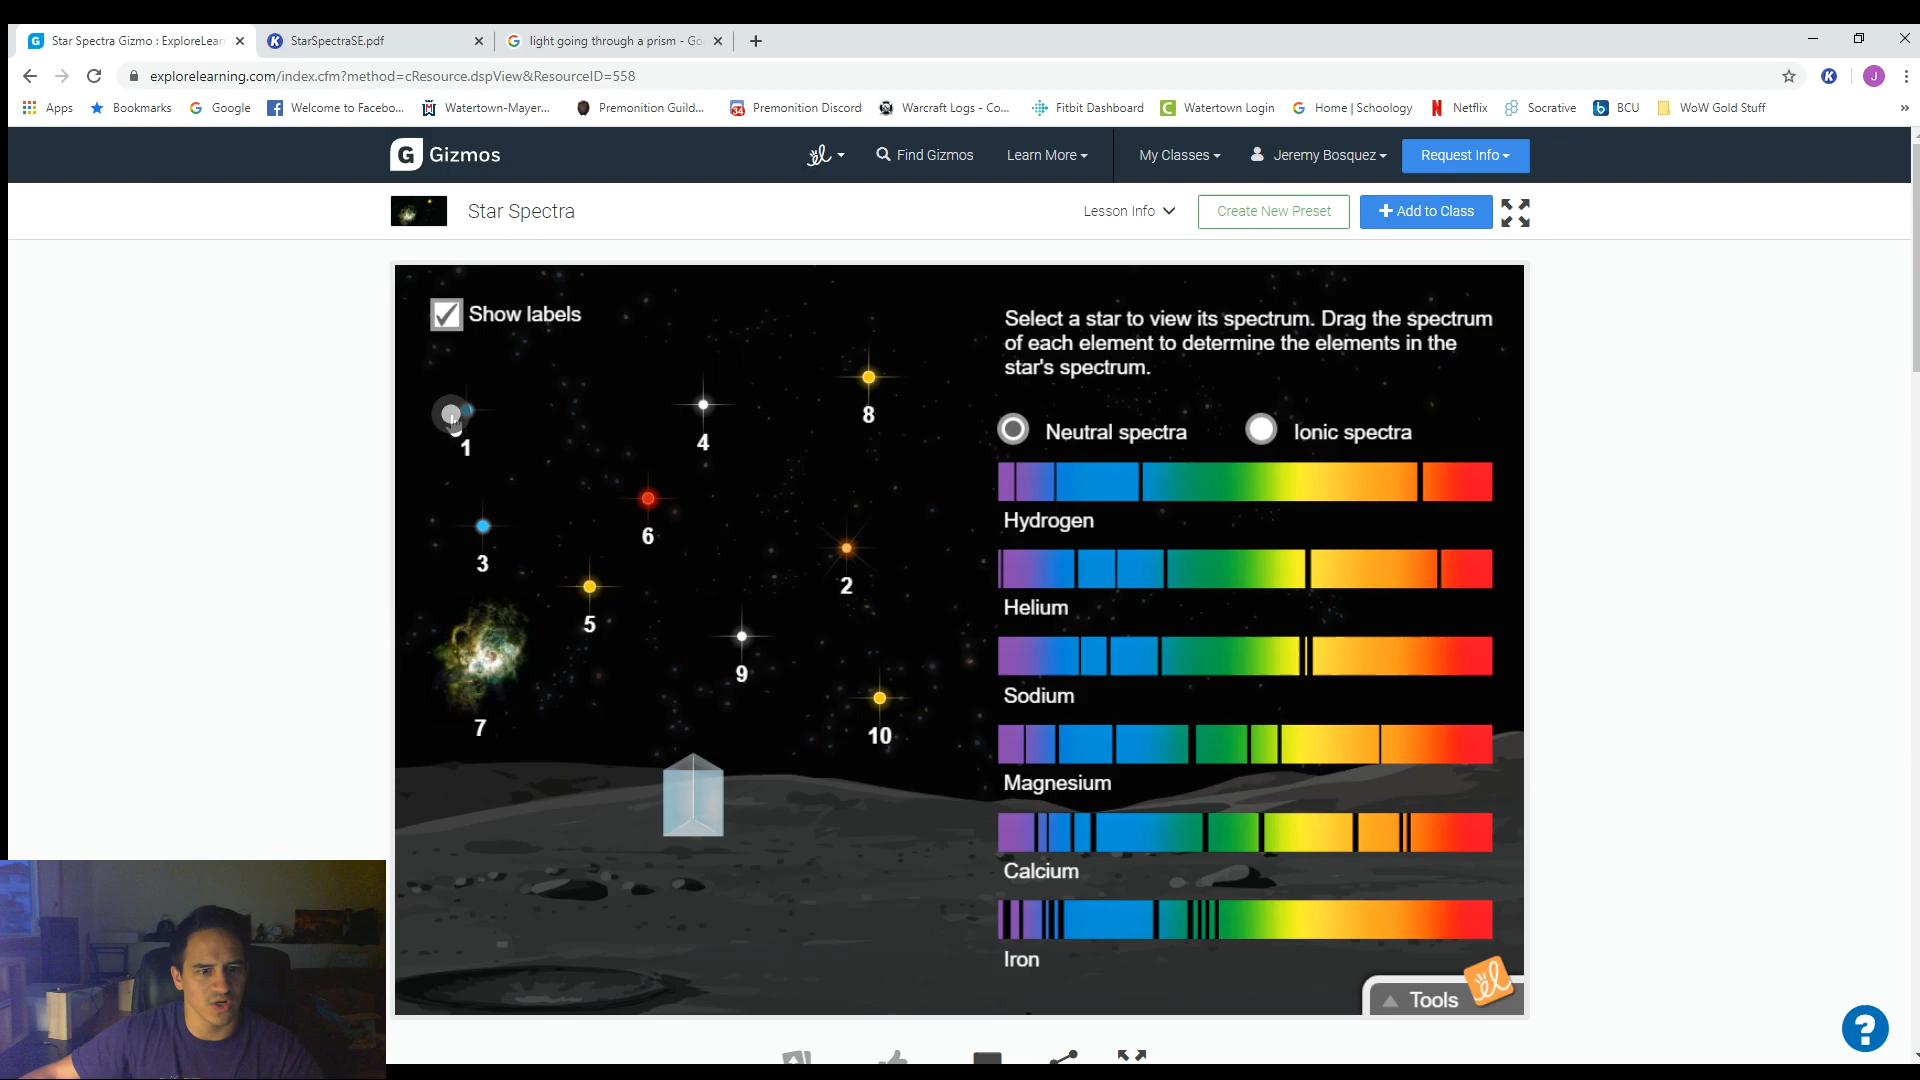 Star Spectra Gizmo : ExploreLear
StarSpectraSE.pdf
light going through a prism - Go
explorelearning.com/index.cfm?method=cResource.dspView&ResourceID=558
K
J
Apps
Bookmarks
Google
Welcome to Facebo...
Watertown-Mayer...
Premonition Guild...
Premonition Discord
Warcraft Logs - Co...
Fitbit Dashboard
Watertown Login
Home | Schoology
Netflix
Socrative
BCU
WoW Gold Stuff
G Gizmos
Find Gizmos
Learn More
My Classes
Jeremy Bosquez
Request Info
Star Spectra
Lesson Info
Create New Preset
+ Add to Class
Show labels
Select a star to view its spectrum. Drag the spectrum
of each element to determine the elements in the
star's spectrum.
8
4
1
Neutral spectra
Ionic spectra
Hydrogen
6
3
2
Helium
5
9
Sodium
7
10
Magnesium
Calcium
Iron
Tools
?